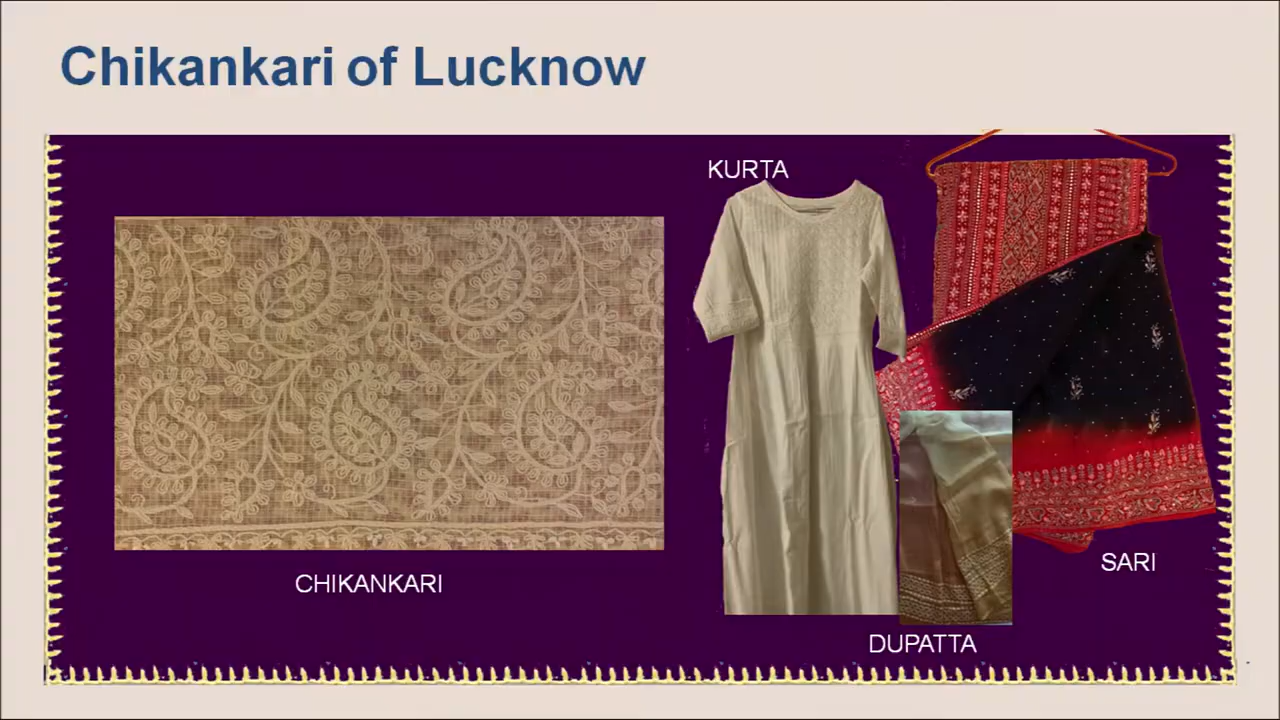 Chikankari of Lucknow
KURTA
CHIKANKARI
SARI
DUPATTA